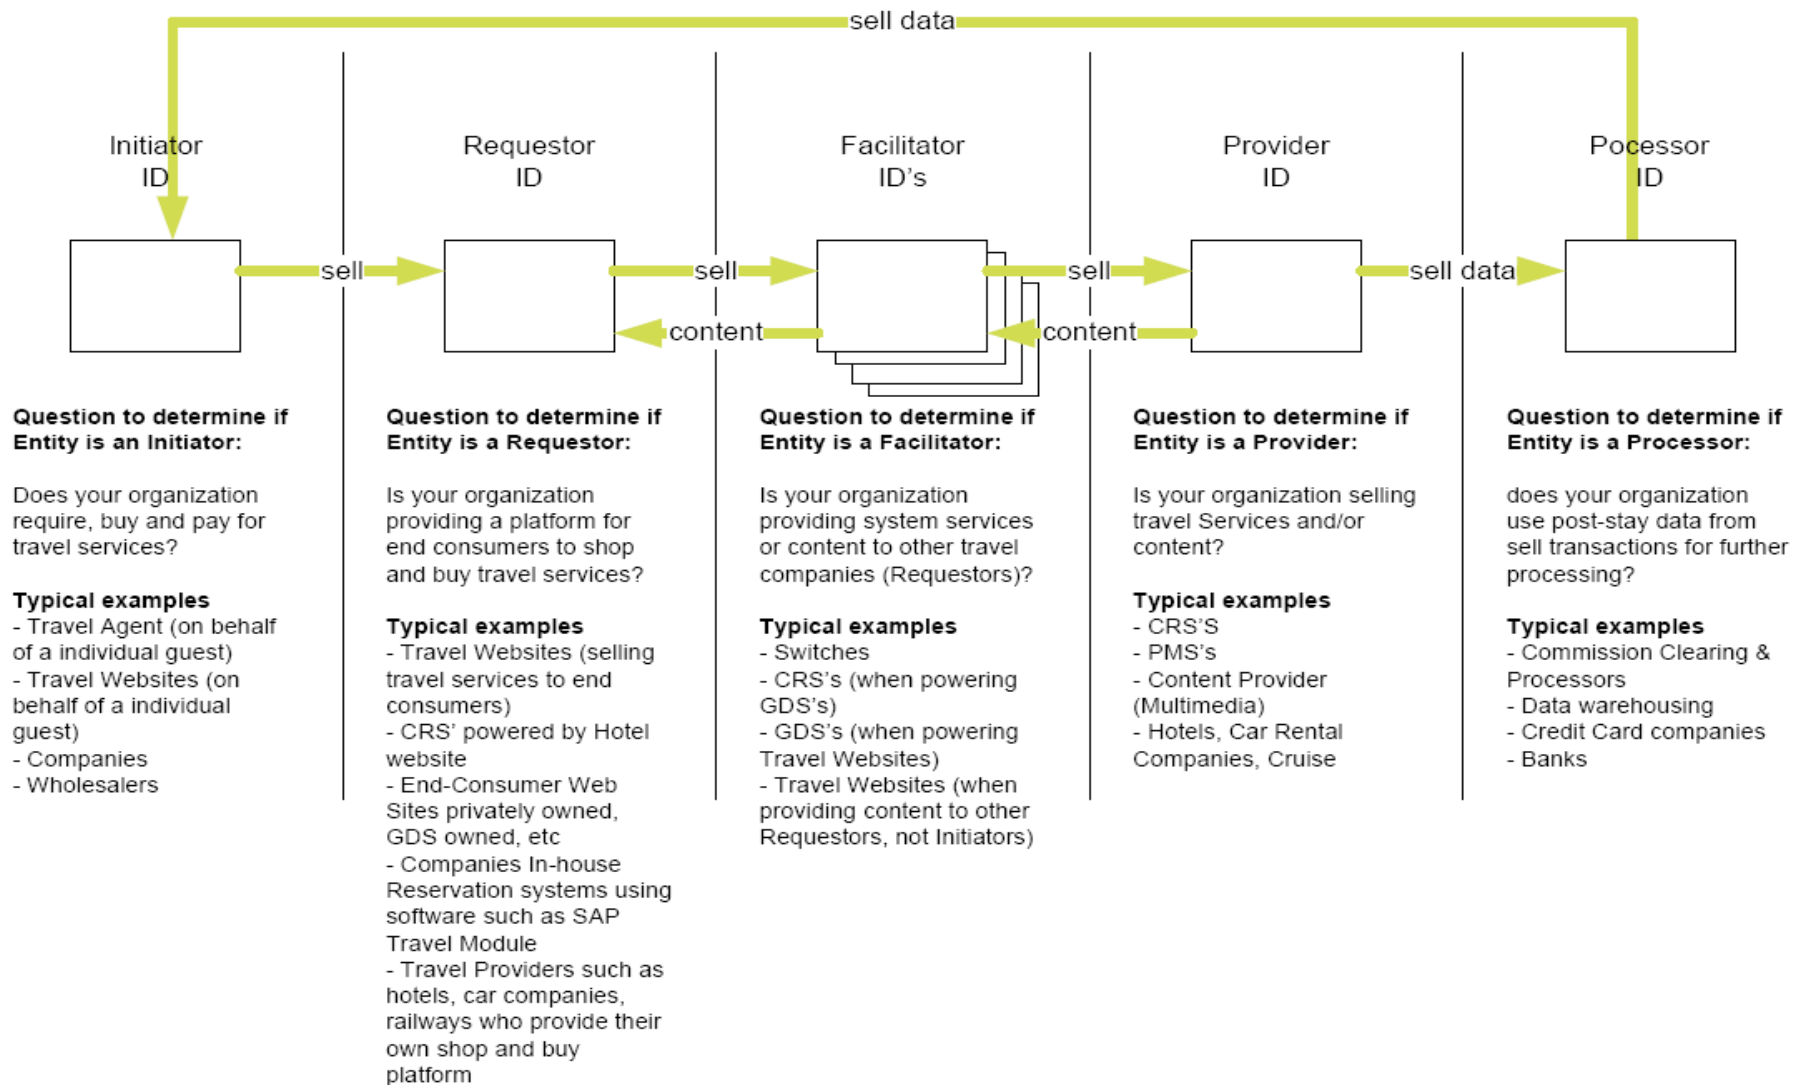 sell data
Initiator
ID
Requestor
ID
Facilitator
ID's
Provider
ID
Pocessor
ID
sell
sell
sell
sell data
content
content
Question to determine if
Entity is an Initiator:
Does your organization
require, buy and pay for
travel services?
Typical examples
- Travel Agent (on behalf
of a individual guest)
- Travel Websites (on
behalf of a individual
guest)
- Companies
- Wholesalers
Question to determine if
Entity is a Requestor:
Is your organization
providing a platform for
end consumers to shop
and buy travel services?
Typical examples
- Travel Websites (selling
travel services to end
consumers)
- CRS' powered by Hotel
website
- End-Consumer Web
Sites privately owned,
GDS owned, etc
- Companies In-house
Reservation systems using
software such as SAP
Travel Module
- Travel Providers such as
hotels, car companies,
railways who provide their
own shop and buy
platform
Question to determine if
Entity is a Facilitator:
Is your organization
providing system services
or content to other travel
companies (Requestors)?
Typical examples
- Switches
- CRS's (when powering
GDS's)
- GDS's (when powering
Travel Websites)
- Travel Websites (when
providing content to other
Requestors, not Initiators)
Question to determine if
Entity is a Provider:
Is your organization selling
travel Services and/or
content?
Typical examples
- CRS'S
- PMS's
- Content Provider
(Multimedia)
- Hotels, Car Rental
Companies, Cruise
Question to determine if
Entity is a Processor:
does your organization
use post-stay data from
sell transactions for further
processing?
Typical examples
- Commission Clearing &
Processors
- Data warehousing
- Credit Card companies
- Banks